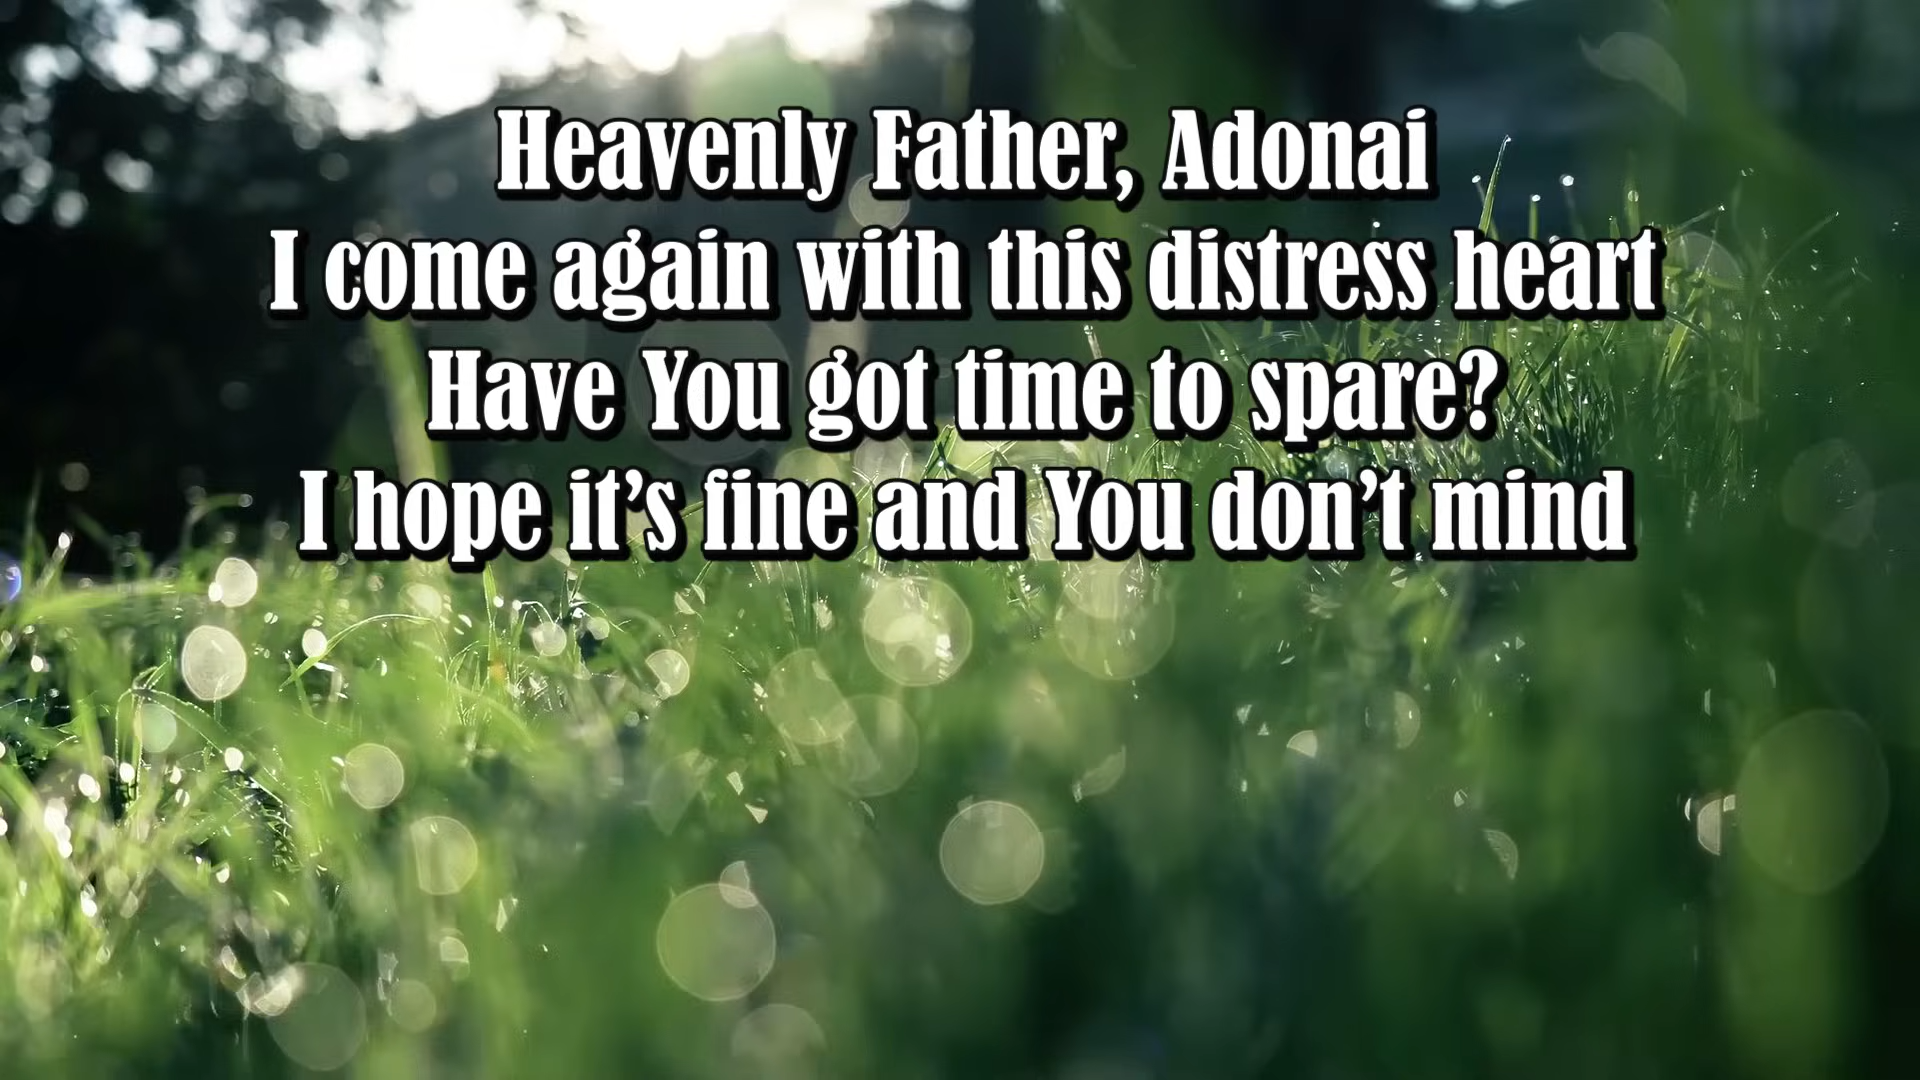 Heavenly Father, Adonai
I come again with this distress heart
Have You got time to spare?
I hope it’s fine and You don’t mind